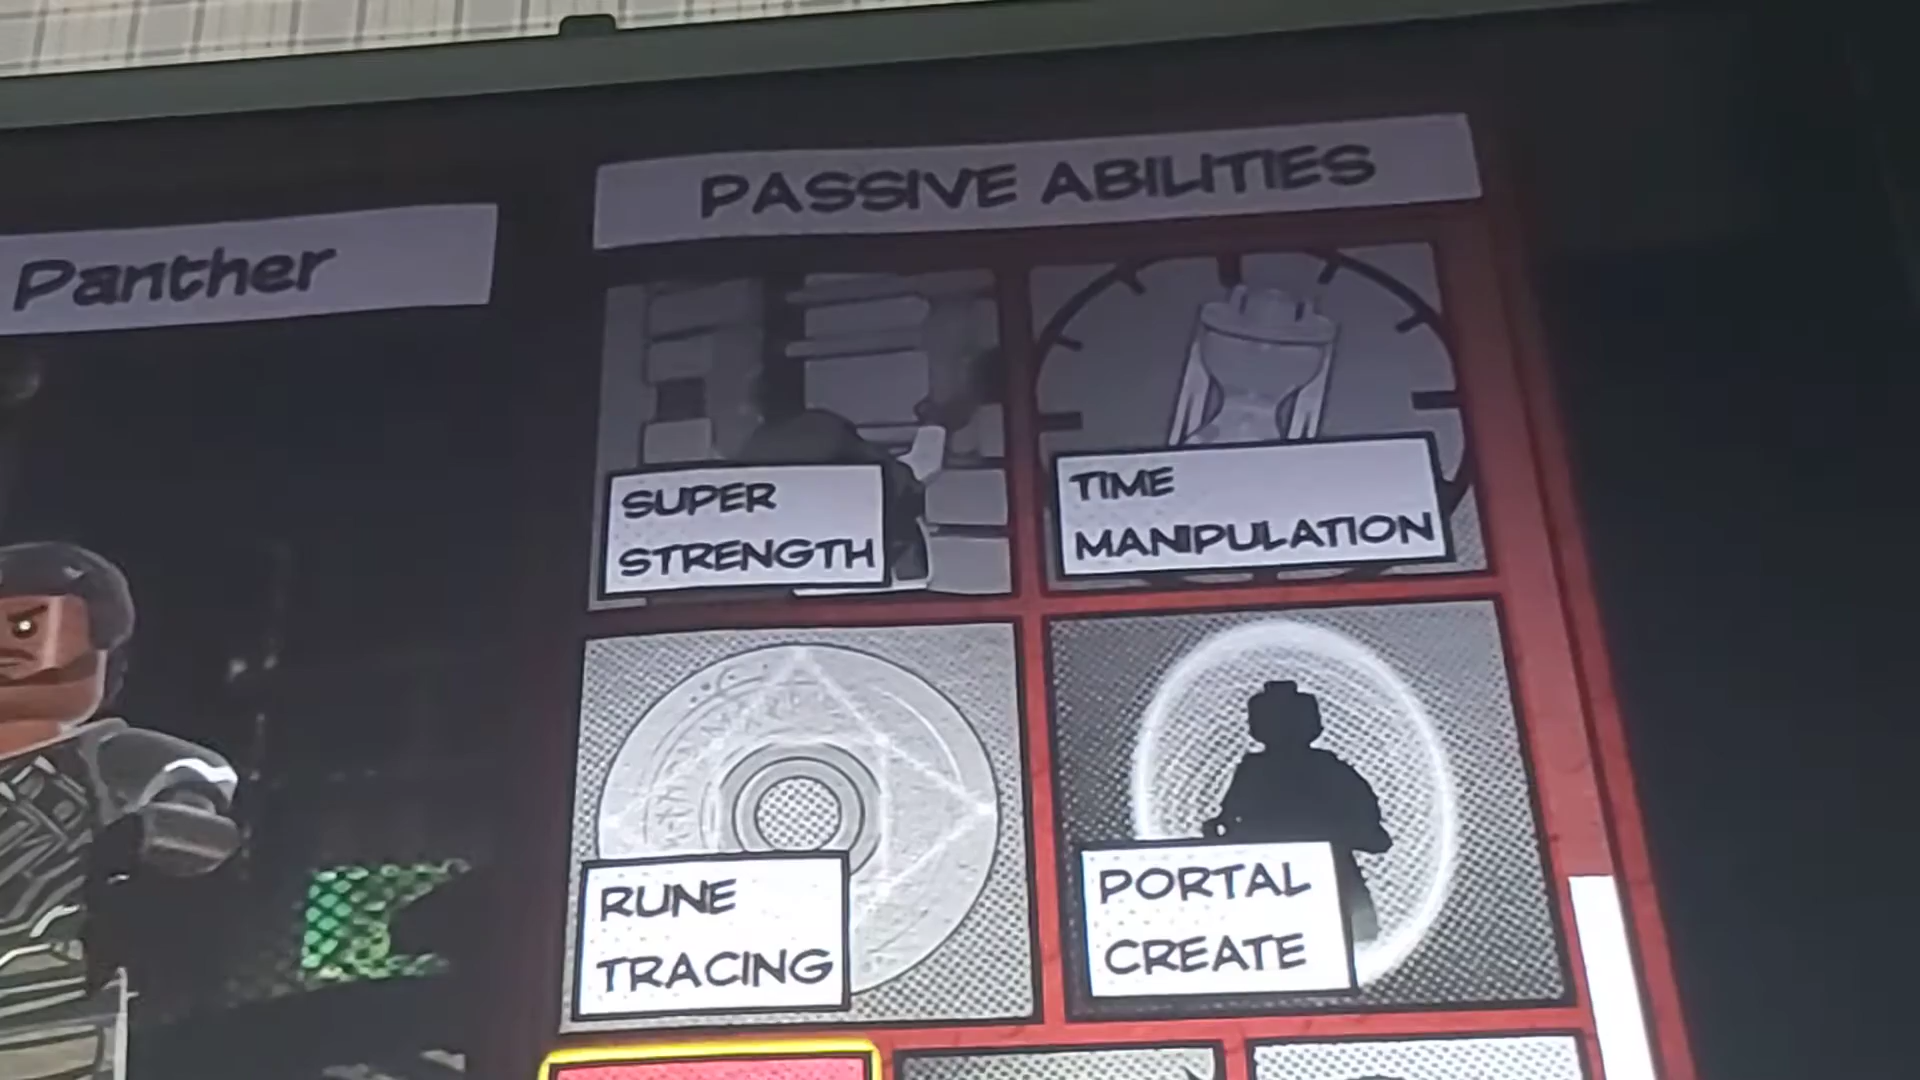 PASSIVE ABILITIES
Panther
SUPER
STRENGTH
TIME
MANIPULATION
RUNE
TRACING
PORTAL
CREATE